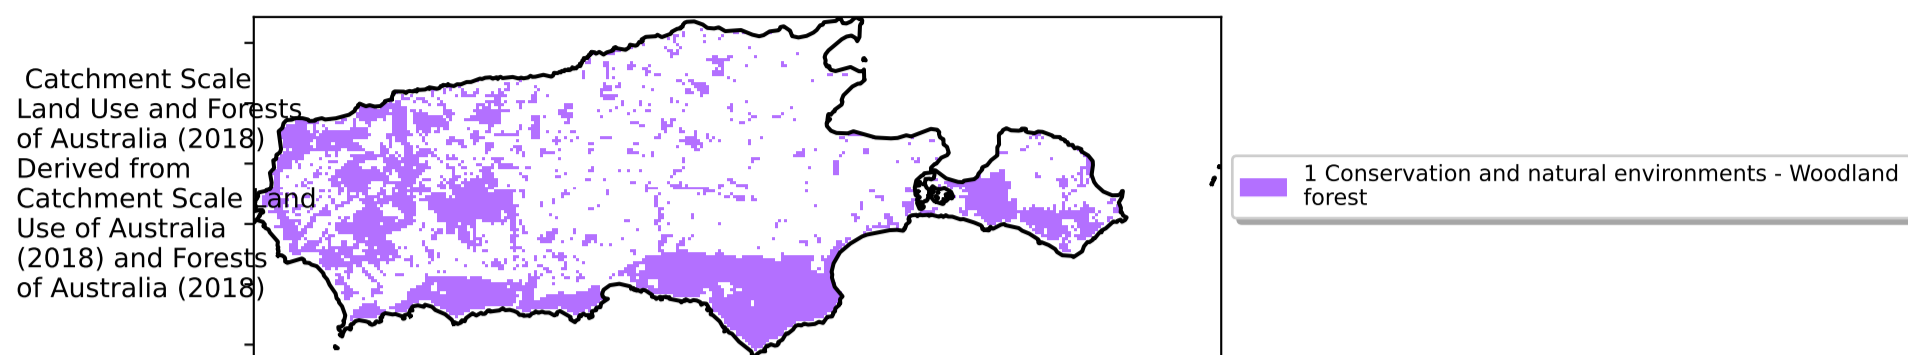 Catchment Scale
Land Use and Forests
of Australia (2018)
Derived from
Catchment Scale Land
Use of Australia
(2018) and Forests
of Australia (2018)
1 Conservation and natural environments - Woodland
forest